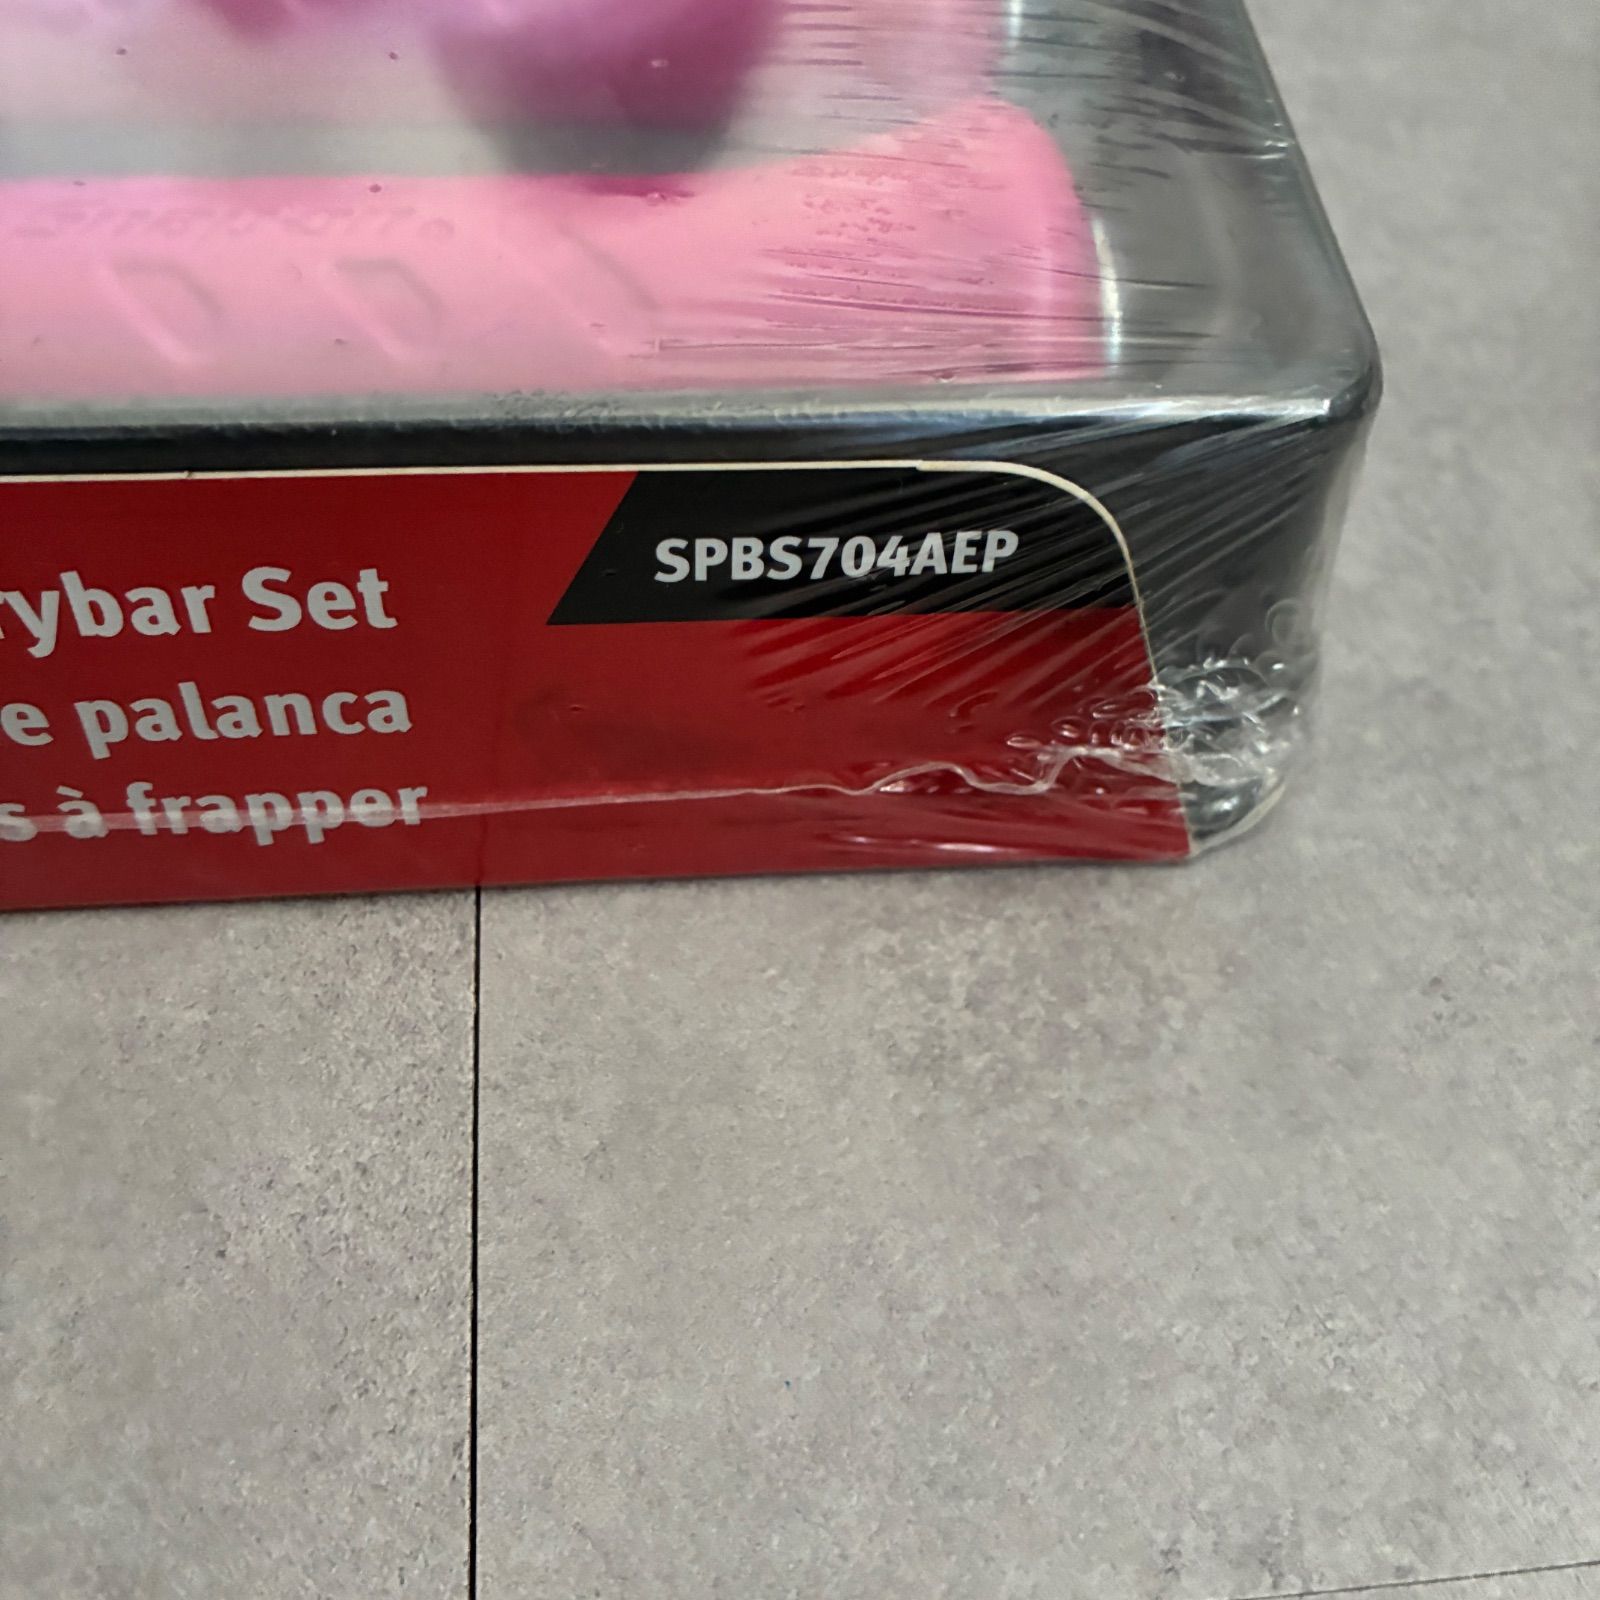 SPBS704AEP
rybar Set
e palanca
s à frapper